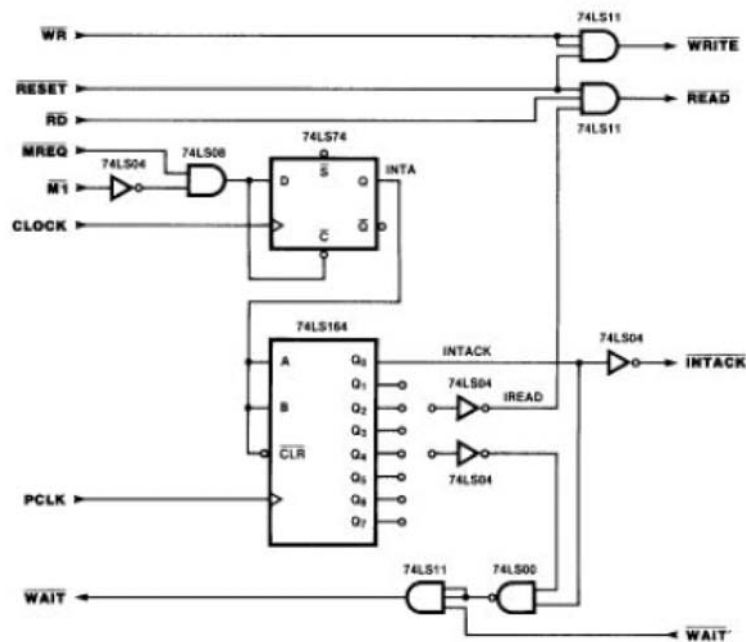 74LS11
WR
WRITE
RESET
READ
RD
74LS11
MREQ
74LS04
74LS08
74LS74
M1
D
S
Q
INTA
CLOCK
C
Q
74LS164
A
Q0
INTACK
74LS04
INTACK
Q1
74LS04
B
Q2
IREAD
Q3
CLR
Q4
Q5
74LS04
PCLK
Q6
Q7
74LS11
74LS00
WAIT
WAIT'